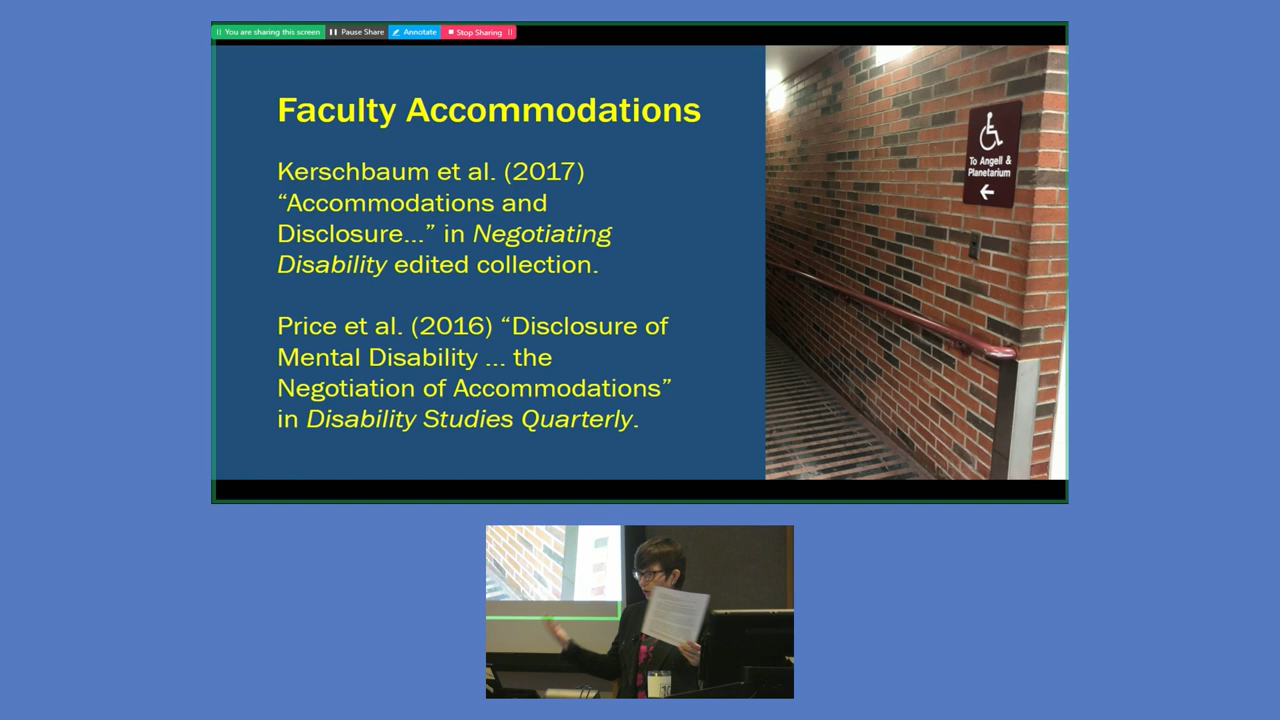 You are sharing this screen Pause Share Annotate Stop Sharing
Faculty Accommodations
Kerschbaum et al. (2017)
“Accommodations and
Disclosure...” in Negotiating
Disability edited collection.
Price et al. (2016) “Disclosure of
Mental Disability ... the
Negotiation of Accommodations”
in Disability Studies Quarterly.
To Angell &
Planetarium